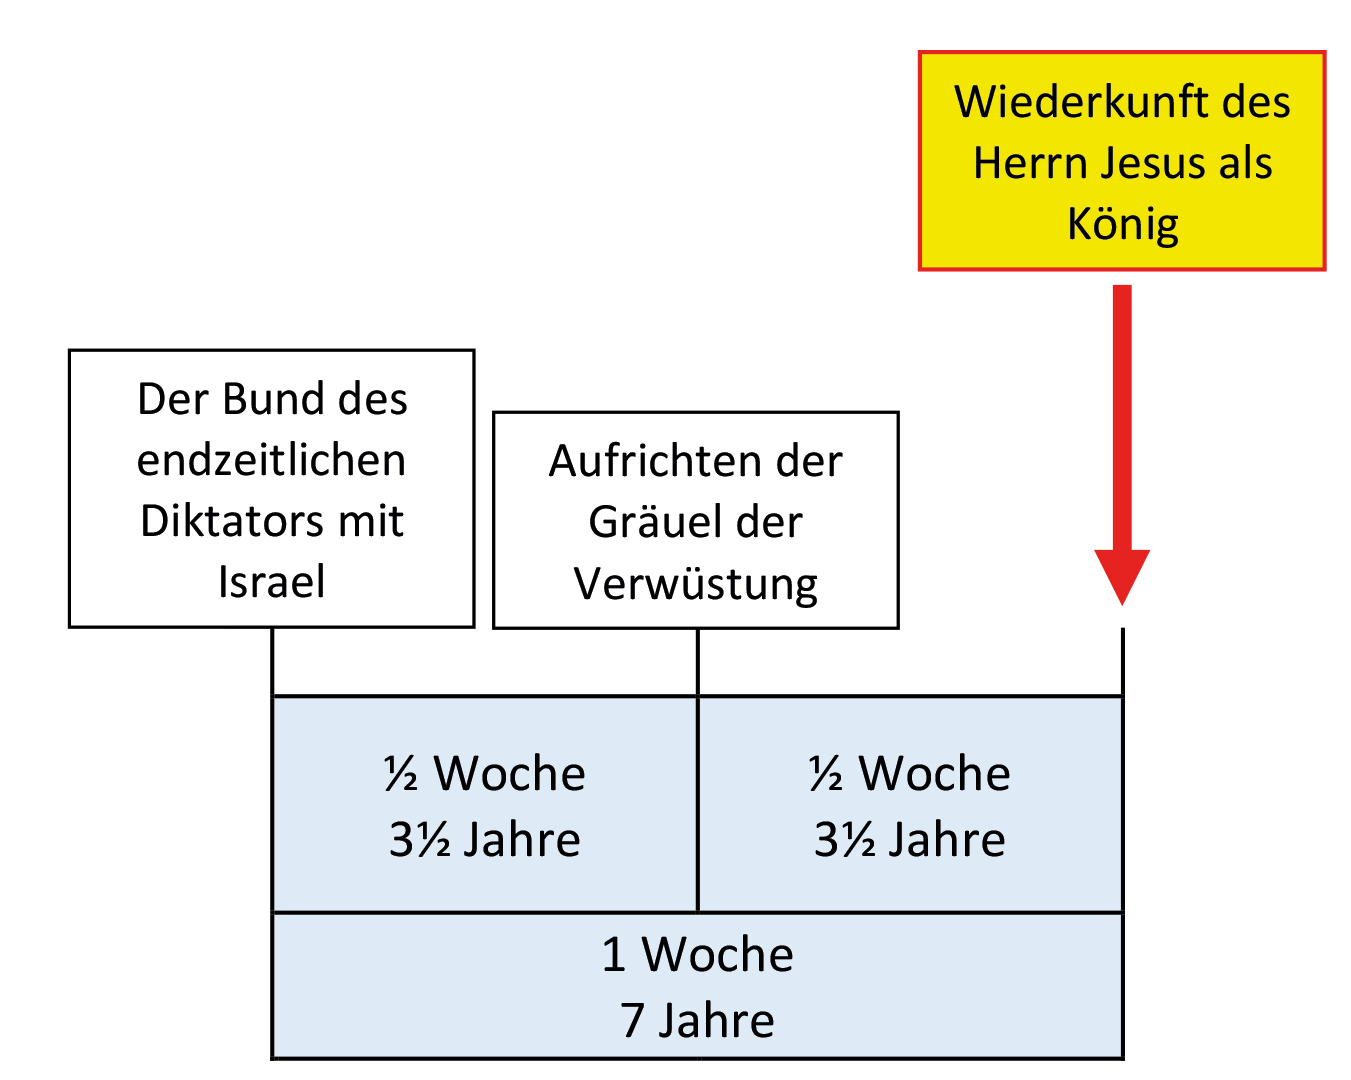 Wiederkunft des
Herrn Jesus als
König
Der Bund des
endzeitlichen
Diktators mit
Israel
Aufrichten der
Gräuel der
Verwüstung
½ Woche
3½ Jahre
½ Woche
3½ Jahre
1 Woche
7 Jahre